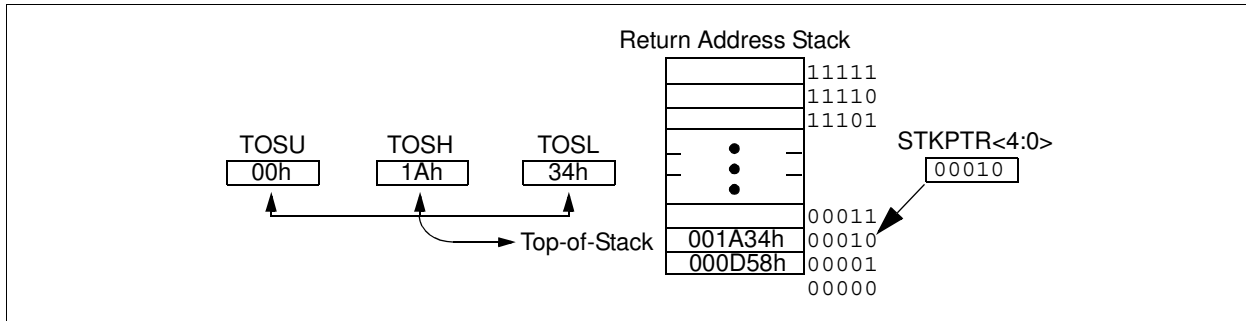 Return Address Stack
11111
11110
11101
TOSU TOSH TOSL
00h 1Ah 34h
STKPTR<4:0>
00010
00011
Top-of-Stack 001A34h 00010
000D58h 00001
00000